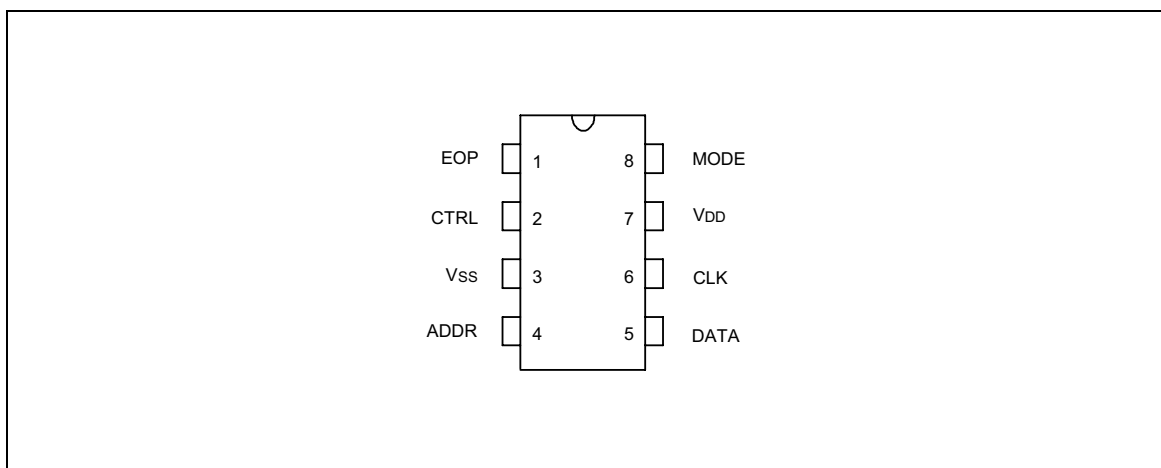 EOP 1 8 MODE
CTRL 2 7 VDD
VSS 3 6 CLK
ADDR 4 5 DATA